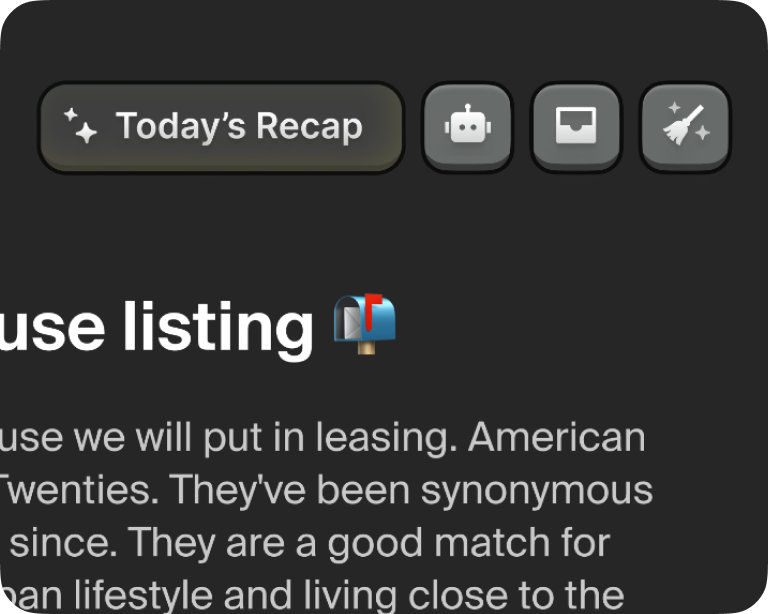 Today’s Recap
use listing 📬
use we will put in leasing. American
Twenties. They've been synonymous
since. They are a good match for
lifestyle and living close to the